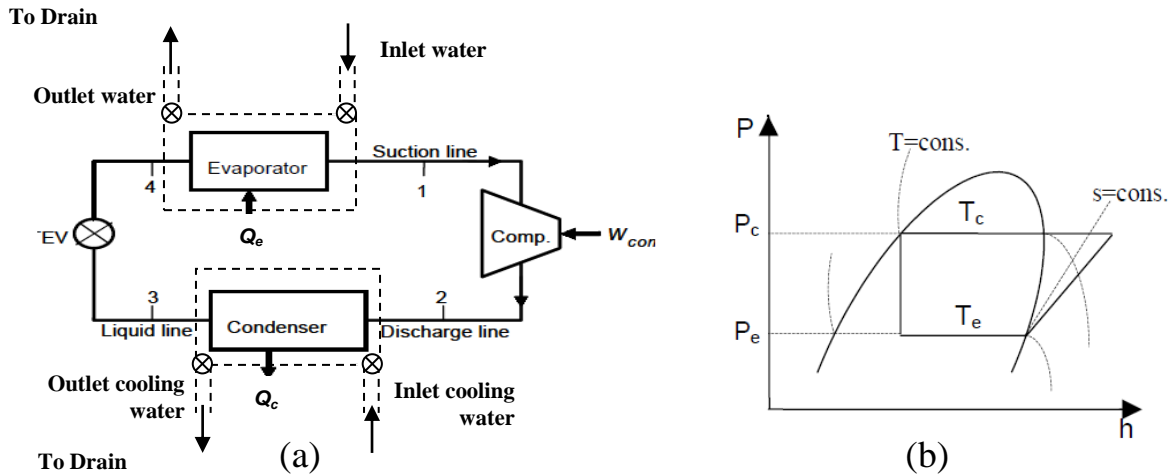 To Drain
Inlet water
Outlet water
Evaporator
Suction line
4
1
TEV
Qe
Comp.
Wcon
3
2
Liquid line
Condenser
Discharge line
Outlet cooling
water
Qc
Inlet cooling
water
To Drain
(a)
P
T=cons.
s=cons.
Pc
Tc
Pe
Te
h
(b)